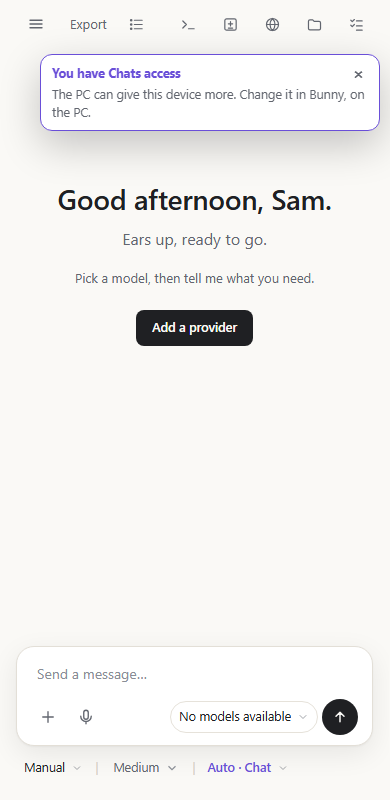 Export
You have Chats access
The PC can give this device more. Change it in Bunny, on
the PC.
Good afternoon, Sam.
Ears up, ready to go.
Pick a model, then tell me what you need.
Add a provider
Send a message...
No models available
Manual
Medium
Auto · Chat